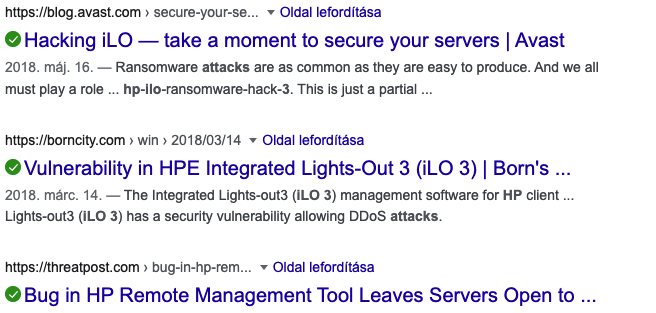 https://blog.avast.com › secure-your-se... Oldal lefordítása
Hacking iLO — take a moment to secure your servers | Avast
2018. máj. 16. — Ransomware attacks are as common as they are easy to produce. And we all
must play a role ... hp-ilo-ransomware-hack-3. This is just a partial ...
https://borncity.com › win › 2018/03/14 Oldal lefordítása
Vulnerability in HPE Integrated Lights-Out 3 (iLO 3) | Born's ...
2018. márc. 14. — The Integrated Lights-out3 (iLO 3) management software for HP client ...
Lights-out3 (iLO 3) has a security vulnerability allowing DDoS attacks.
https://threatpost.com › bug-in-hp-rem... Oldal lefordítása
Bug in HP Remote Management Tool Leaves Servers Open to ...